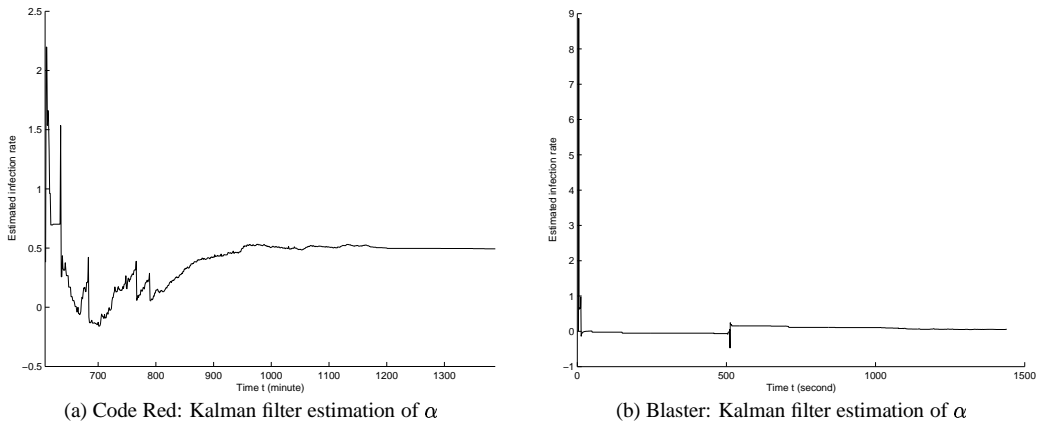 2.5
2
1.5
1
0.5
0
−0.5
Estimated infection rate
700 800 900 1000 1100 1200 1300
Time t (minute)
(a) Code Red: Kalman filter estimation of α
9
8
7
6
5
4
3
2
1
0
−1
Estimated infection rate
0 500 1000 1500
Time t (second)
(b) Blaster: Kalman filter estimation of α